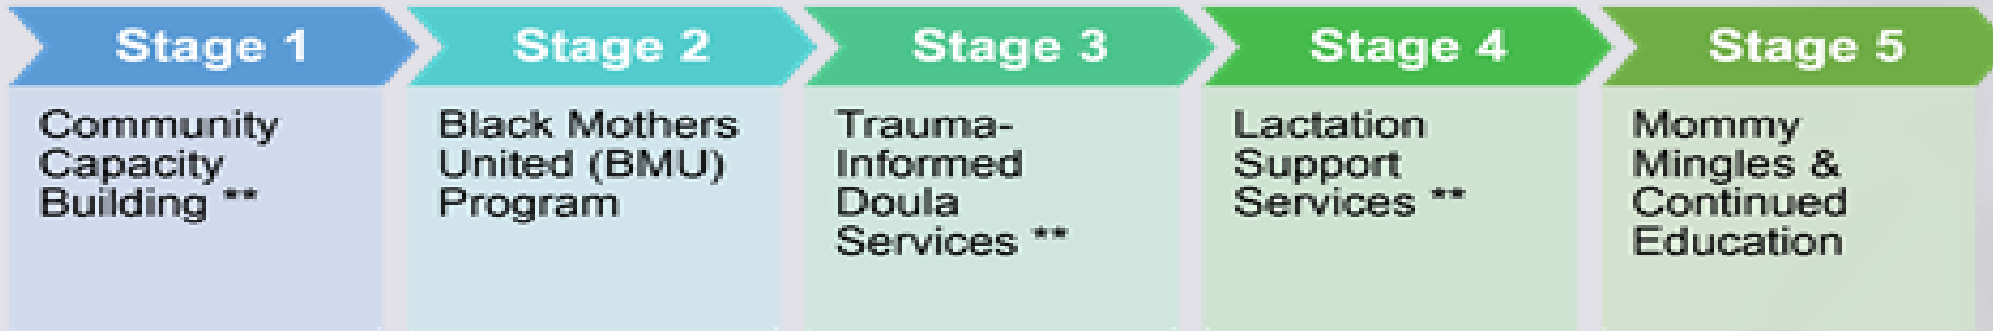 Stage 1
Community
Capacity
Building **
Stage 2
Black Mothers
United (BMU)
Program
Stage 3
Trauma-
Informed
Doula
Services **
Stage 4
Lactation
Support
Services **
Stage 5
Mommy
Mingles &
Continued
Education